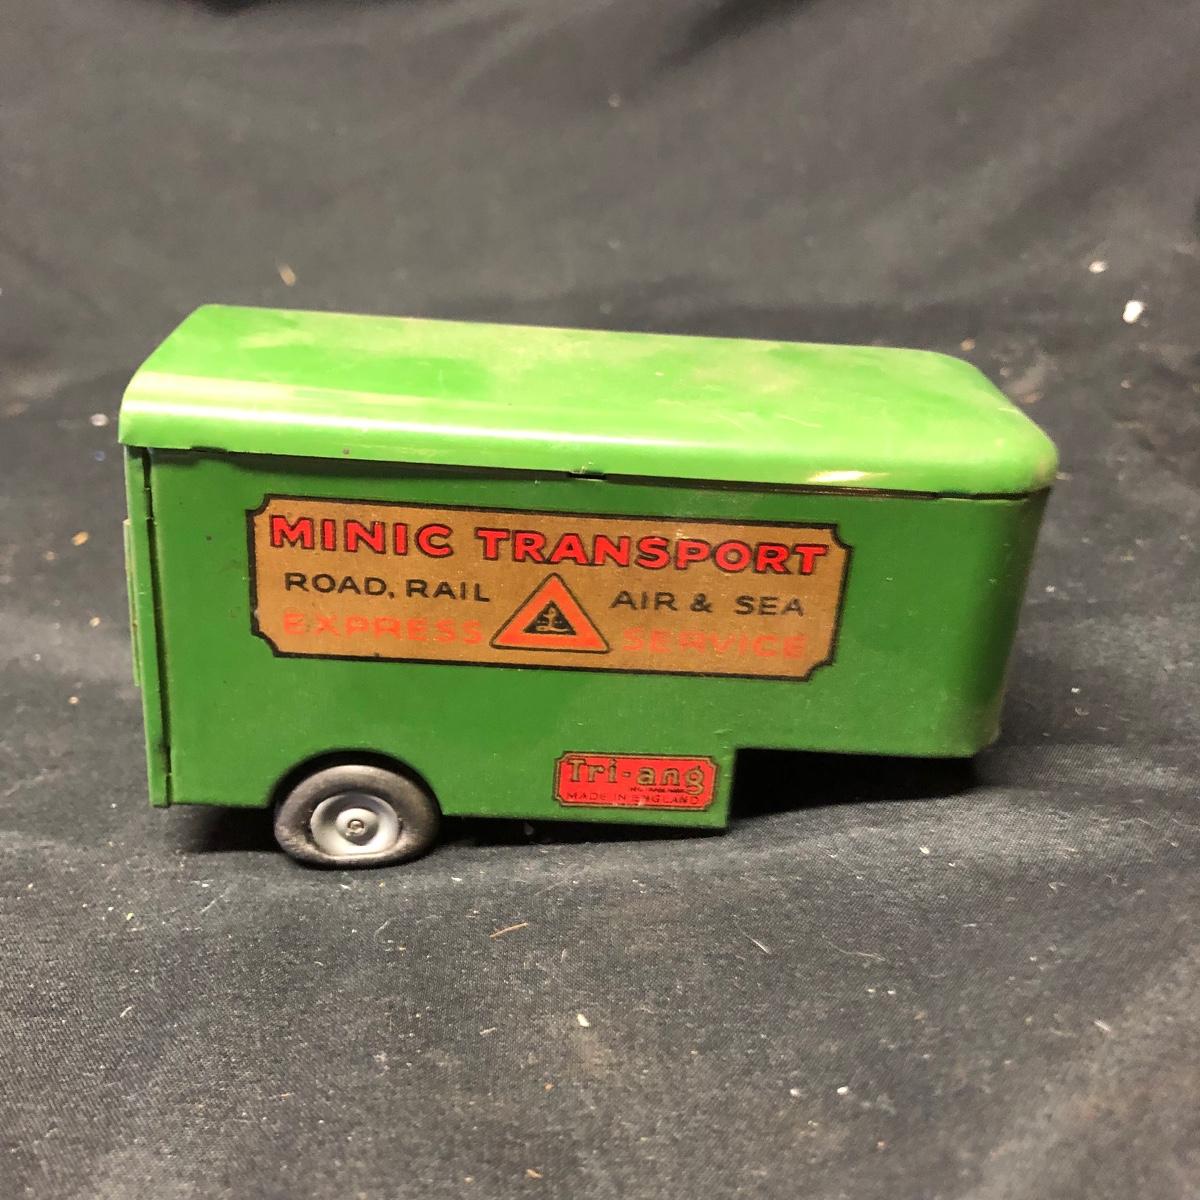 MINIC TRANSPORT
ROAD, RAIL AIR & SEA
EXPRESS SERVICE
Tri-ang
MADE IN ENGLAND